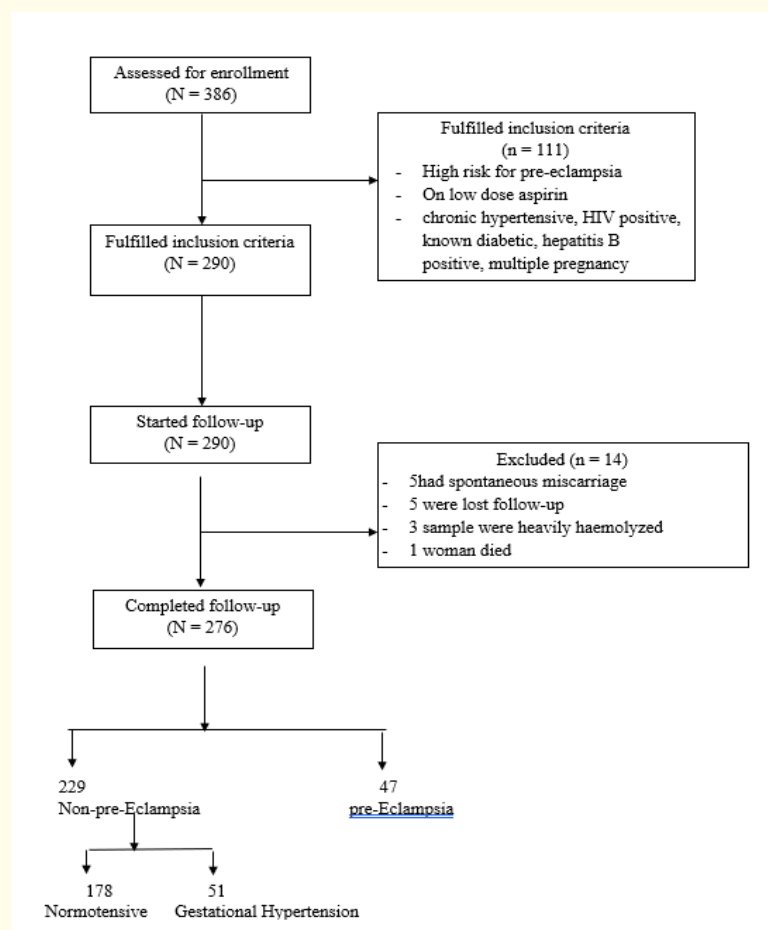 Assessed for enrollment
(N = 386)
Fulfilled inclusion criteria
(n = 111)
- High risk for pre-eclampsia
- On low dose aspirin
- chronic hypertensive, HIV positive,
known diabetic, hepatitis B
positive, multiple pregnancy
Fulfilled inclusion criteria
(N = 290)
Started follow-up
(N = 290)
Excluded (n = 14)
- 5had spontaneous miscarriage
- 5 were lost follow-up
- 3 sample were heavily haemolyzed
- 1 woman died
Completed follow-up
(N = 276)
229
Non-pre-Eclampsia
47
pre-Eclampsia
178
Normotensive
51
Gestational Hypertension